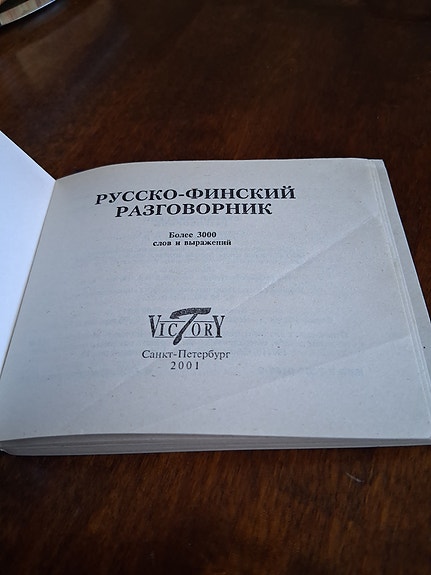 РУССКО-ФИНСКИЙ
РАЗГОВОРНИК
Более 3000
слов и выражений
VICTORY
Санкт-Петербург
2001